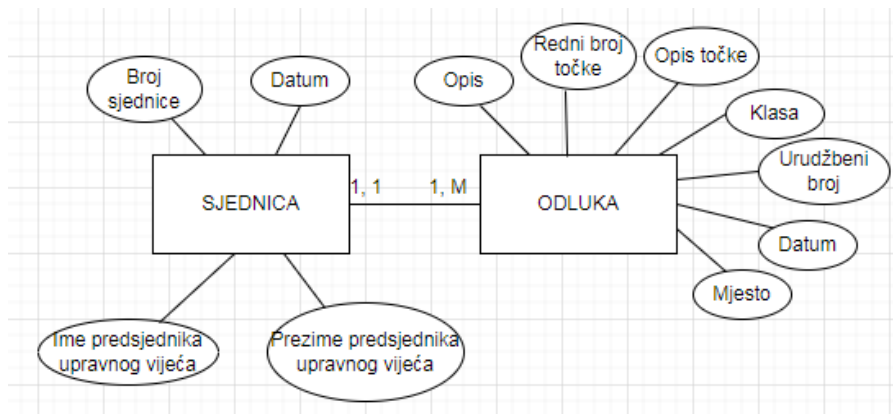 Broj
sjednice
Datum
Opis
Redni broj
točke
Opis točke
Klasa
Urudžbeni
broj
SJEDNICA
1, 1
1, M
ODLUKA
Datum
Mjesto
Ime predsjednika
upravnog vijeća
Prezime predsjednika
upravnog vijeća